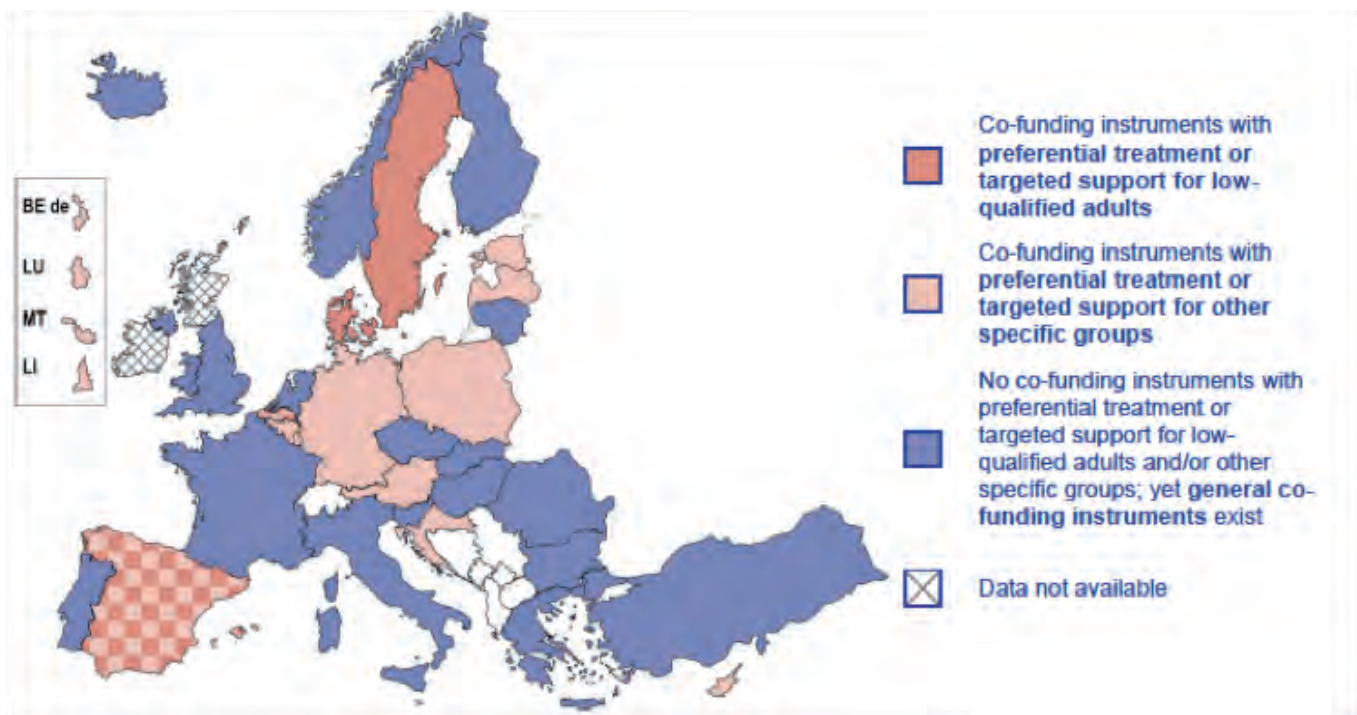 BE de
LU
MT
LI
Co-funding instruments with
preferential treatment or
targeted support for low-
qualified adults
Co-funding instruments with
preferential treatment or
targeted support for other
specific groups
No co-funding instruments with
preferential treatment or
targeted support for low-
qualified adults and/or other
specific groups; yet general co-
funding instruments exist
Data not available